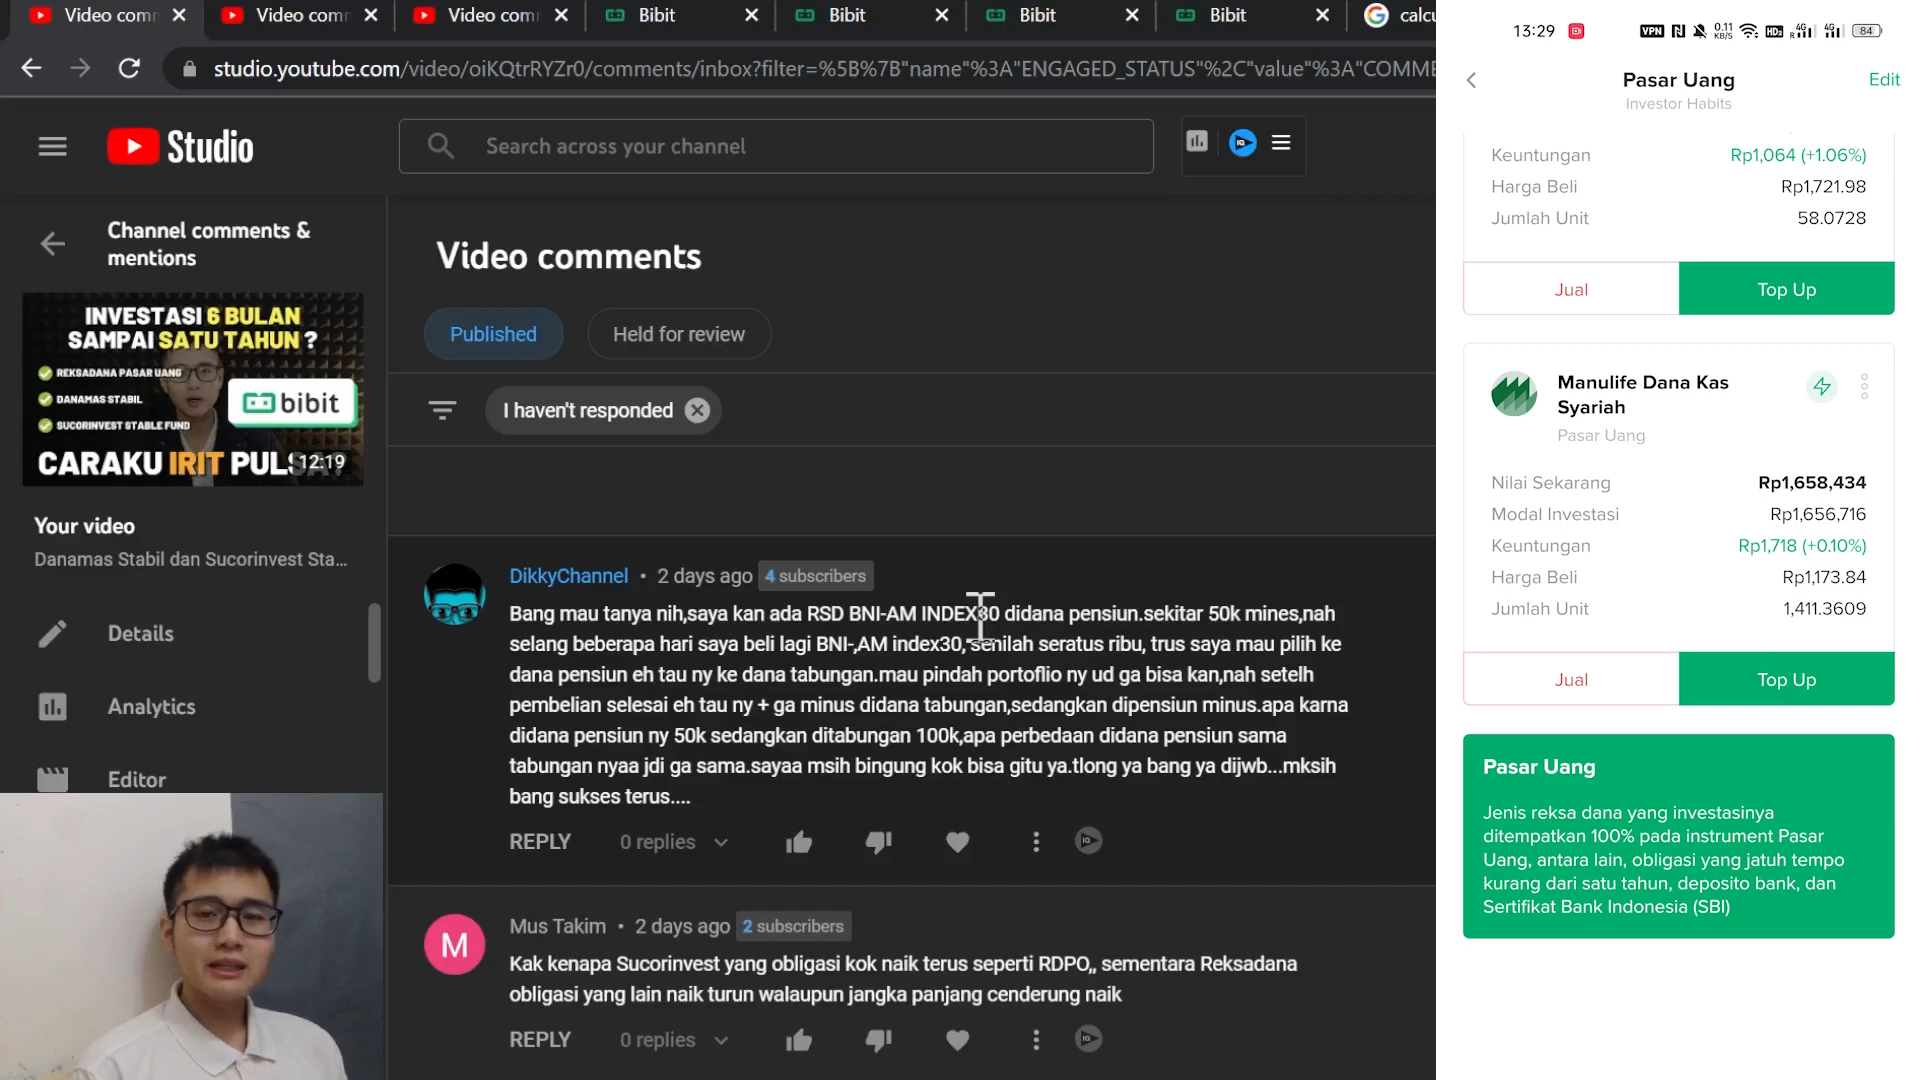 Video comm
Video comm
Video comm
Bibit
Bibit
Bibit
Bibit
calcu
studio.youtube.com/video/oiKQtrRYZr0/comments/inbox?filter=%5B%7B"name"%3A"ENGAGED_STATUS"%2C"value"%3A"COMME
Studio
Search across your channel
Channel comments &
mentions
INVESTASI 6 BULAN
SAMPAI SATU TAHUN ?
REKSADANA PASAR UANG
DANAMAS STABIL
SUCORINVEST STABLE FUND
bibit
CARAKU IRIT PULS
12:19
Your video
Danamas Stabil dan Sucorinvest Sta...
Details
Analytics
Editor
Video comments
Published
Held for review
I haven't responded
DikkyChannel • 2 days ago 4 subscribers
Bang mau tanya nih,saya kan ada RSD BNI-AM INDEX30 didana pensiun.sekitar 50k mines,nah
selang beberapa hari saya beli lagi BNI-,AM index30, senilah seratus ribu, trus saya mau pilih ke
dana pensiun eh tau ny ke dana tabungan.mau pindah portoflio ny ud ga bisa kan,nah setelh
pembelian selesai eh tau ny + ga minus didana tabungan,sedangkan dipensiun minus.apa karna
didana pensiun ny 50k sedangkan ditabungan 100k,apa perbedaan didana pensiun sama
tabungan nyaa jdi ga sama.sayaa msih bingung kok bisa gitu ya.tlong ya bang ya dijwb...mksih
bang sukses terus....
REPLY 0 replies
M
Mus Takim • 2 days ago 2 subscribers
Kak kenapa Sucorinvest yang obligasi kok naik terus seperti RDPO,, sementara Reksadana
obligasi yang lain naik turun walaupun jangka panjang cenderung naik
REPLY 0 replies
13:29
VPN
0.11
KB/S
HD2
R
4G
4G
84
Pasar Uang
Edit
Investor Habits
Keuntungan Rp1,064 (+1.06%)
Harga Beli Rp1,721.98
Jumlah Unit 58.0728
Jual Top Up
Manulife Dana Kas
Syariah
Pasar Uang
Nilai Sekarang Rp1,658,434
Modal Investasi Rp1,656,716
Keuntungan Rp1,718 (+0.10%)
Harga Beli Rp1,173.84
Jumlah Unit 1,411.3609
Jual Top Up
Pasar Uang
Jenis reksa dana yang investasinya
ditempatkan 100% pada instrument Pasar
Uang, antara lain, obligasi yang jatuh tempo
kurang dari satu tahun, deposito bank, dan
Sertifikat Bank Indonesia (SBI)